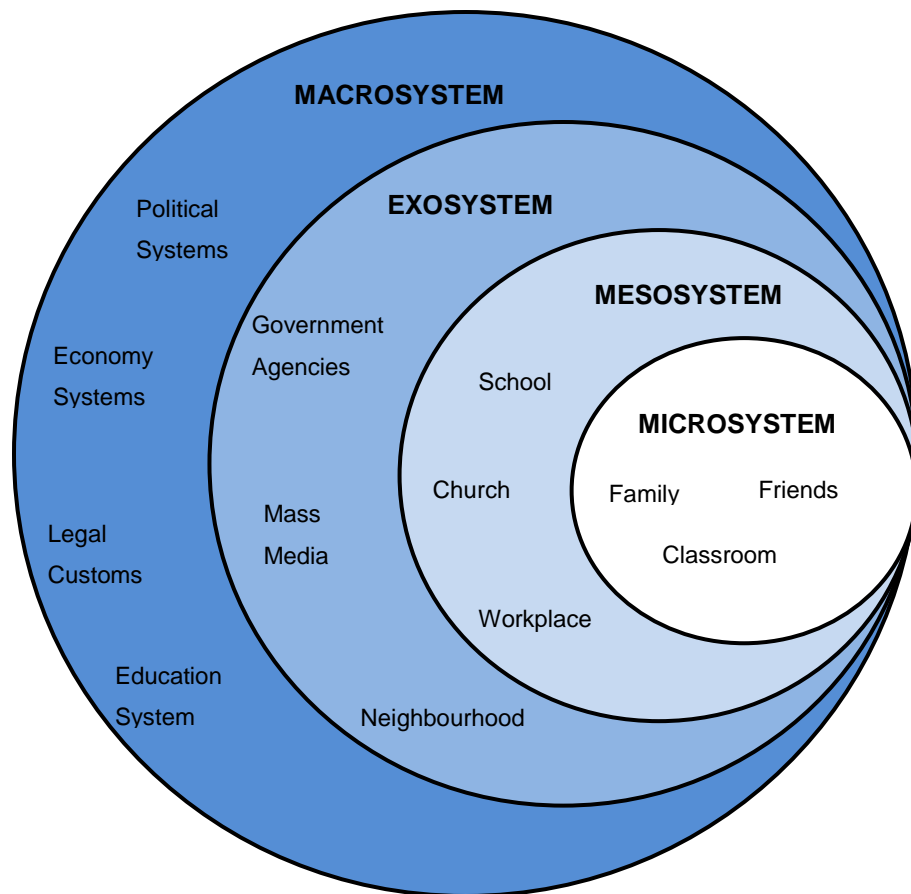 MACROSYSTEM
Political
Systems
EXOSYSTEM
MESOSYSTEM
Government
Agencies
Economy
Systems
School
MICROSYSTEM
Family
Friends
Church
Mass
Media
Legal
Customs
Classroom
Workplace
Education
System
Neighbourhood